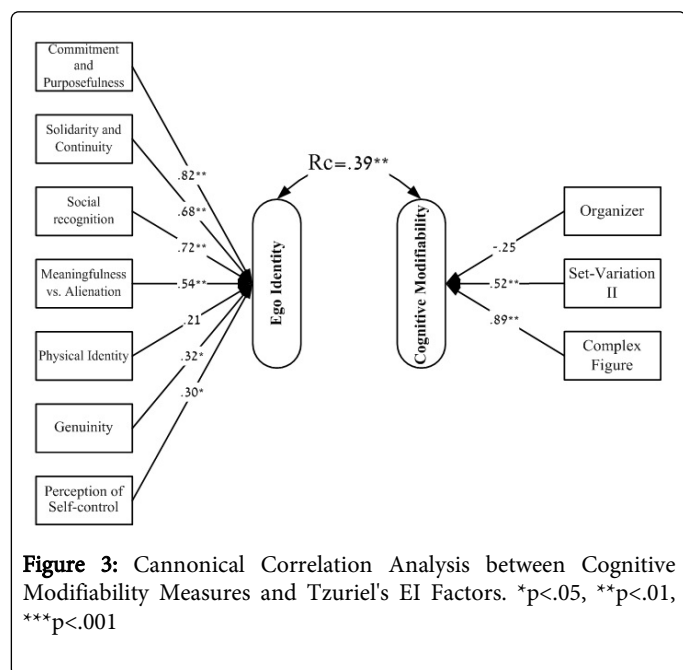 Commitment
and
Purposefulness
Solidarity and
Continuity
Social
recognition
Meaningfulness
vs. Alienation
Physical Identity
Genuinity
Perception of
Self-control
.82**
.68**
.72**
.54**
.21
.32*
.30*
Ego Identity
Rc=.39**
Cognitive Modifiability
-.25
.52**
.89**
Organizer
Set-Variation
II
Complex
Figure
Figure 3: Cannonical Correlation Analysis between Cognitive
Modifiability Measures and Tzuriel's EI Factors. *p<.05, **p<.01,
***p<.001